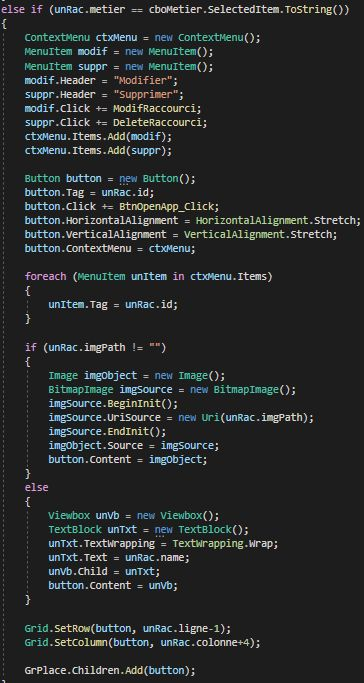 else if (unRac.metier == cboMetier.SelectedItem.ToString())
{
ContextMenu ctxMenu = new ContextMenu();
MenuItem modif = new MenuItem();
MenuItem suppr = new MenuItem();
modif.Header = "Modifier";
suppr.Header = "Supprimer";
modif.Click += ModifRaccourci;
suppr.Click += DeleteRaccourci;
ctxMenu.Items.Add(modif);
ctxMenu.Items.Add(suppr);
Button button = new Button();
button.Tag = unRac.id;
button.Click += BtnOpenApp_Click;
button.HorizontalAlignment = HorizontalAlignment.Stretch;
button.VerticalAlignment = VerticalAlignment.Stretch;
button.ContextMenu = ctxMenu;
foreach (MenuItem unItem in ctxMenu.Items)
{
unItem.Tag = unRac.id;
}
if (unRac.imgPath != "")
{
Image imgObject = new Image();
BitmapImage imgSource = new BitmapImage();
imgSource.BeginInit();
imgSource.UriSource = new Uri(unRac.imgPath);
imgSource.EndInit();
imgObject.Source = imgSource;
button.Content = imgObject;
}
else
{
Viewbox unVb = new Viewbox();
TextBlock unTxt = new TextBlock();
unTxt.TextWrapping = TextWrapping.Wrap;
unTxt.Text = unRac.name;
unVb.Child = unTxt;
button.Content = unVb;
}
Grid.SetRow(button, unRac.ligne-1);
Grid.SetColumn(button, unRac.colonne+4);
GrPlace.Children.Add(button);
}